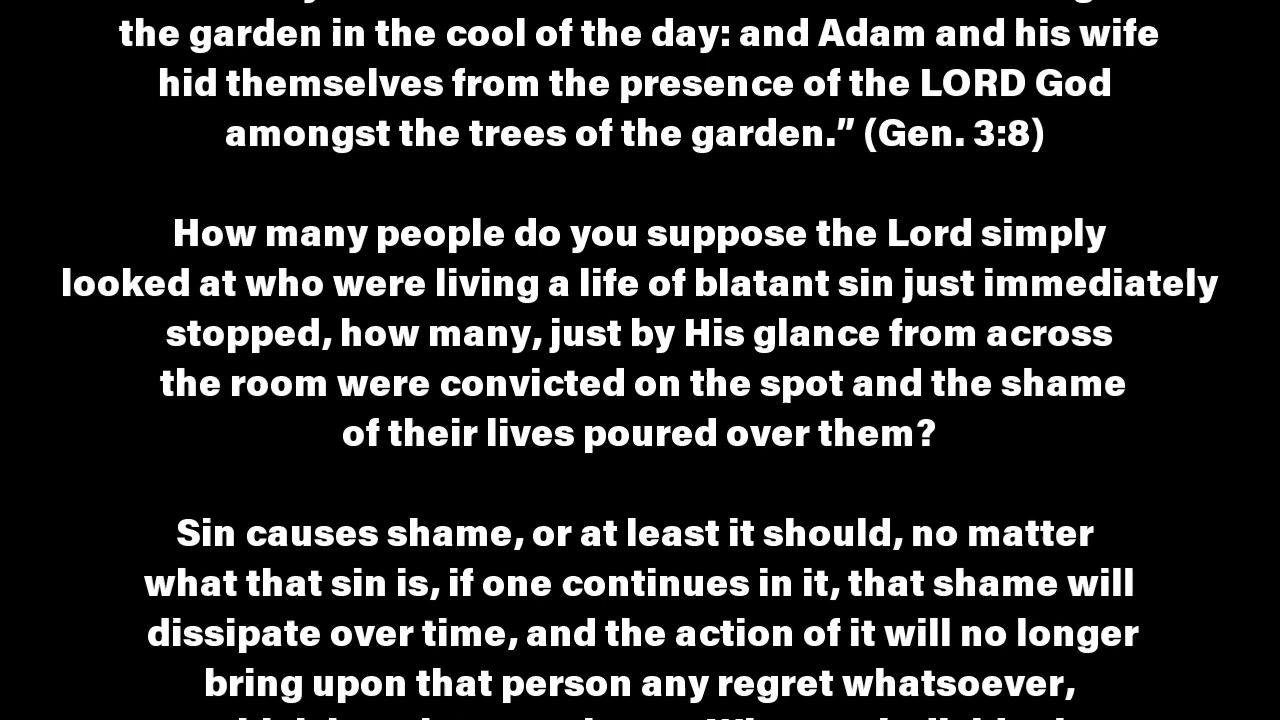 the garden in the cool of the day: and Adam and his wife
hid themselves from the presence of the LORD God
amongst the trees of the garden.” (Gen. 3:8)
How many people do you suppose the Lord simply
looked at who were living a life of blatant sin just immediately
stopped, how many, just by His glance from across
the room were convicted on the spot and the shame
of their lives poured over them?
Sin causes shame, or at least it should, no matter
what that sin is, if one continues in it, that shame will
dissipate over time, and the action of it will no longer
bring upon that person any regret whatsoever,